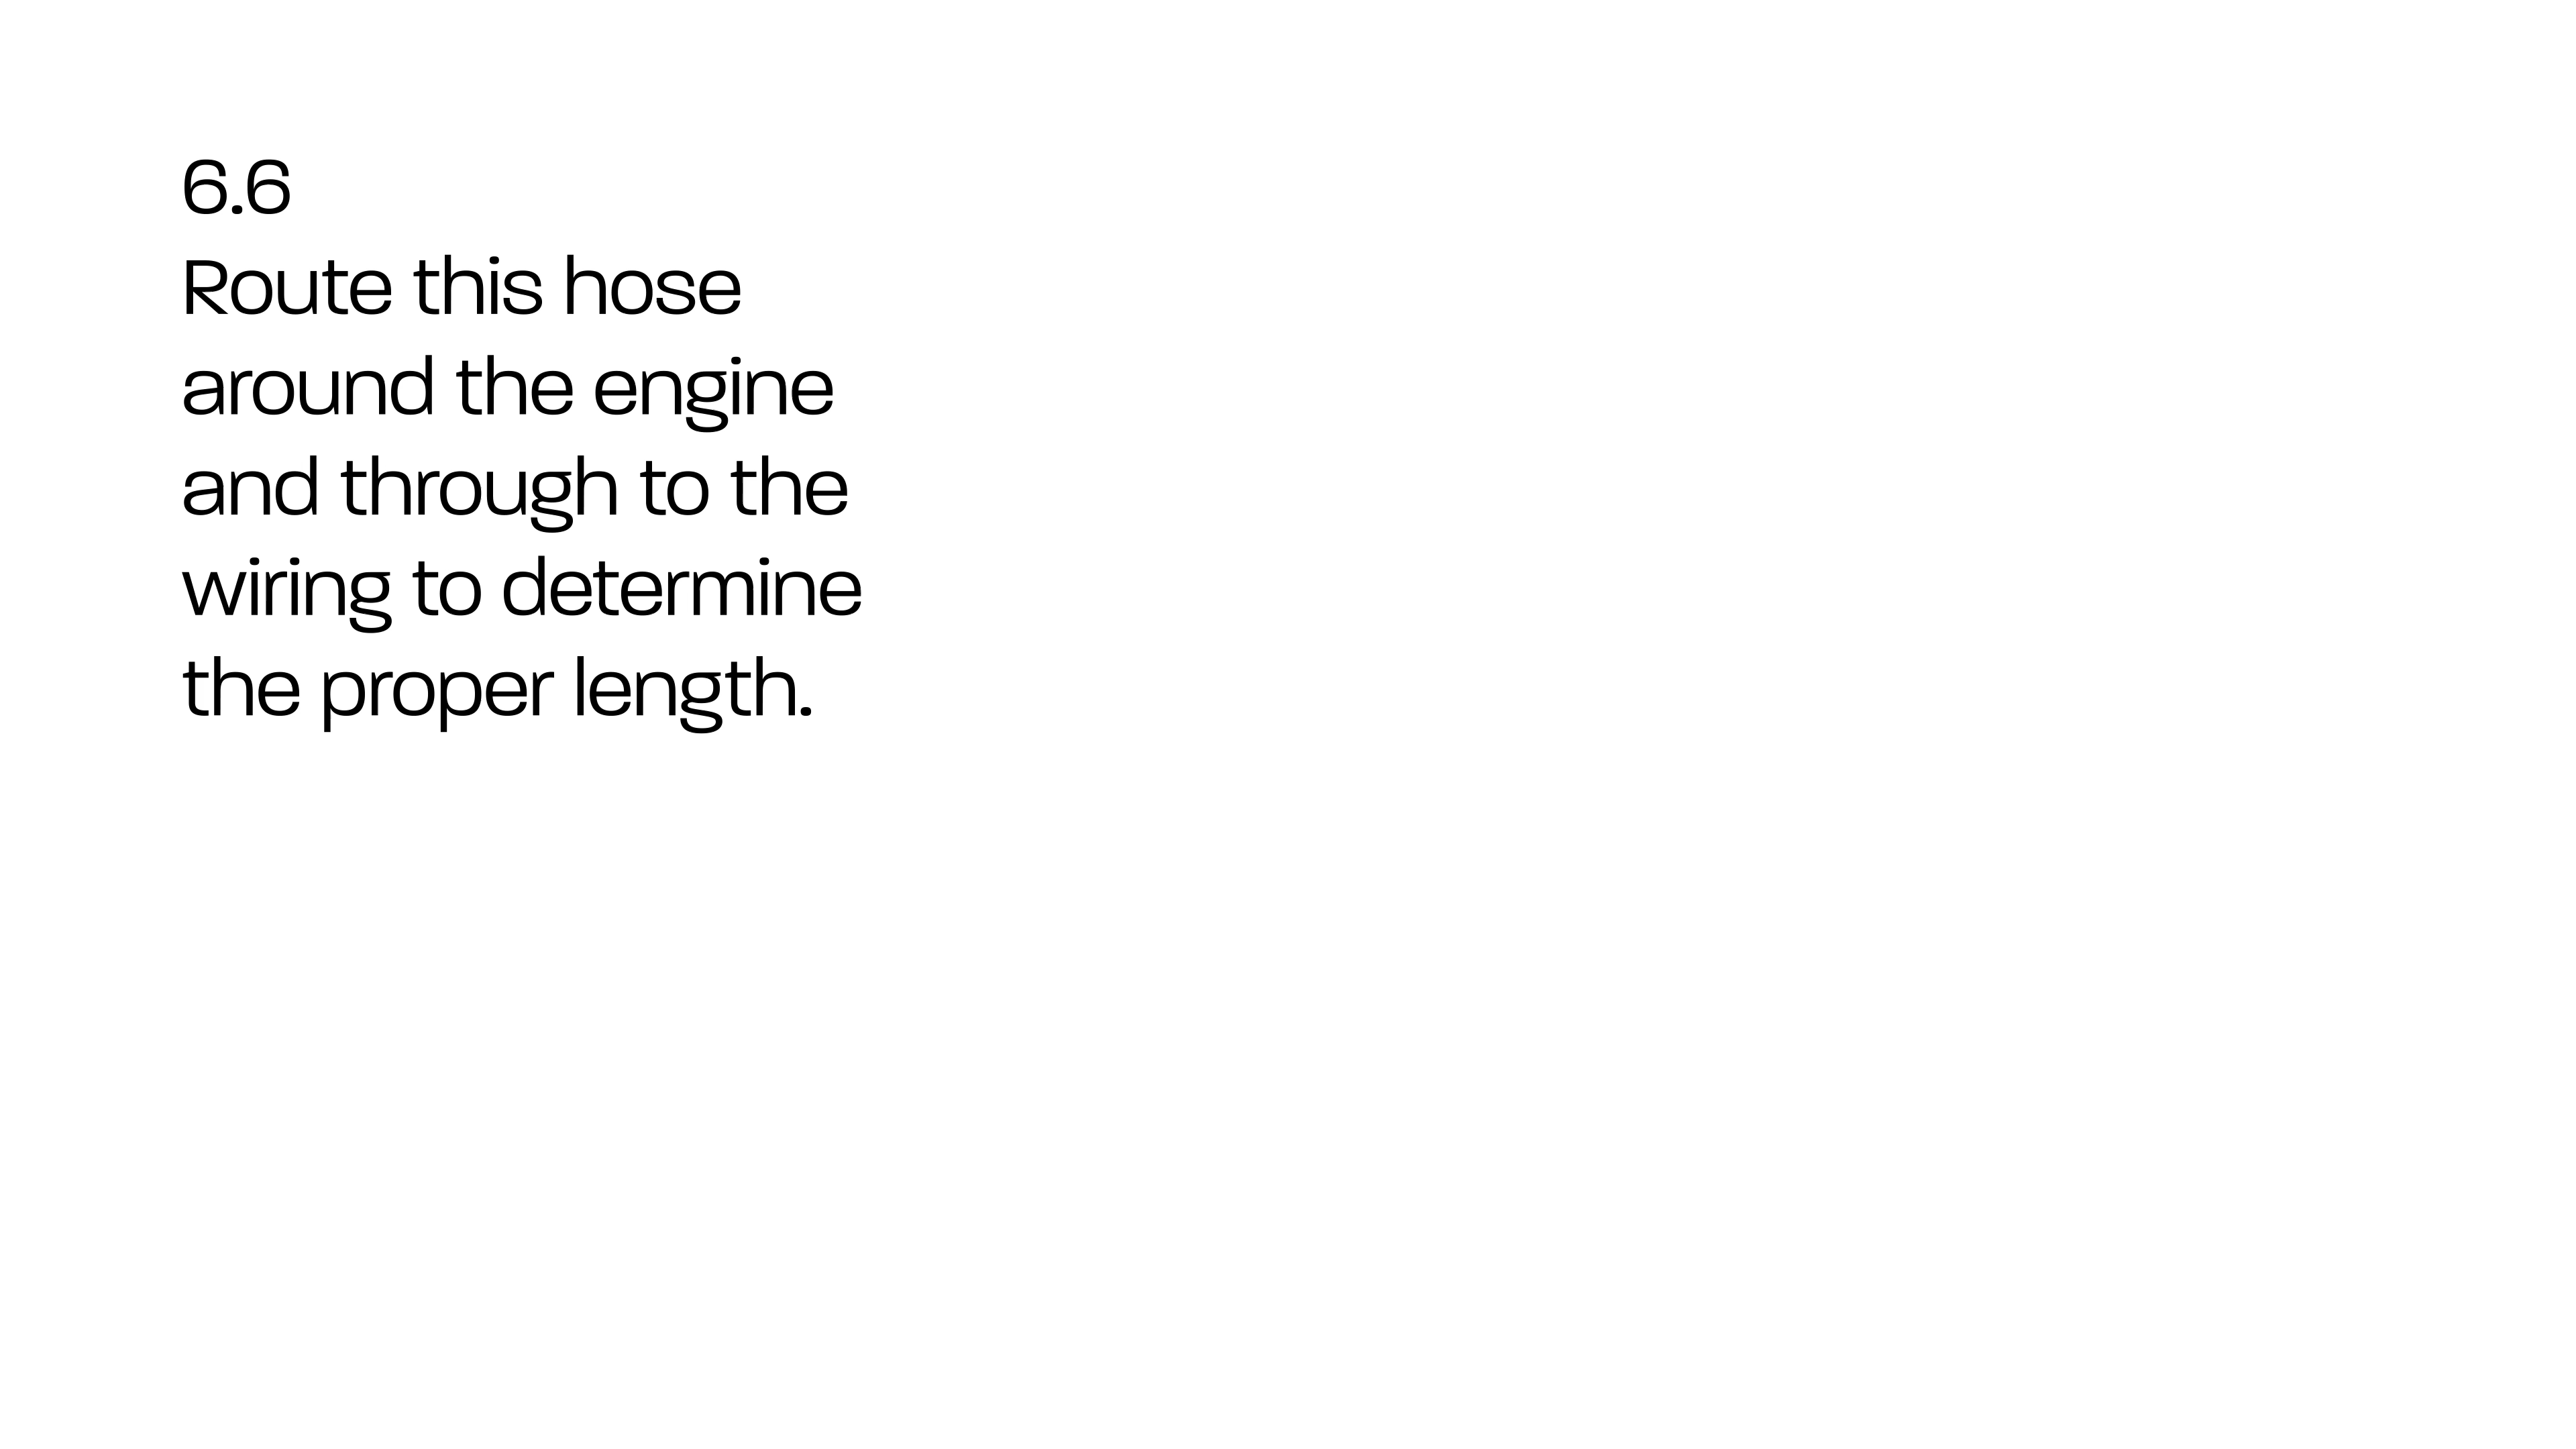 6.6
Route this hose
around the engine
and through to the
wiring to determine
the proper length.